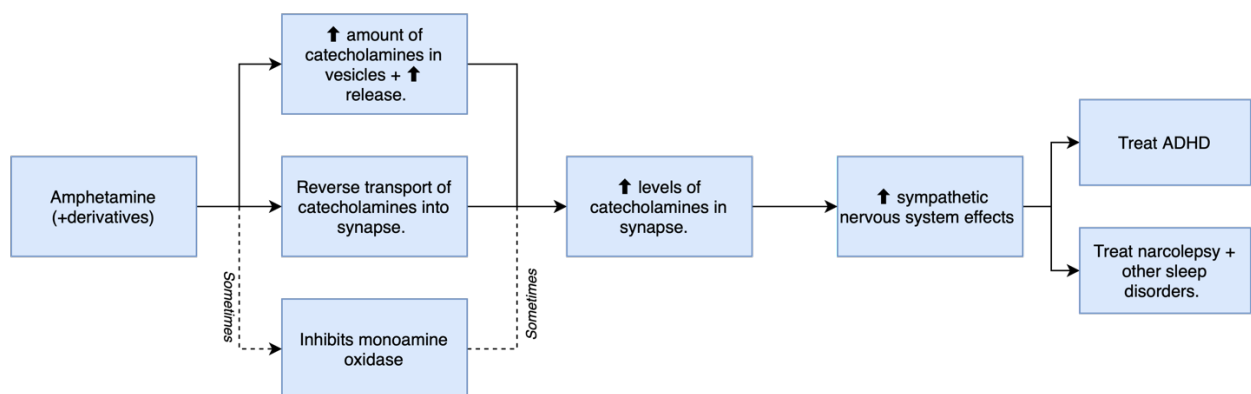 Amphetamine
(+derivatives)
⬆ amount of
catecholamines in
vesicles + ⬆
release.
Reverse transport of
catecholamines into
synapse.
Sometimes
Inhibits monoamine
oxidase
Sometimes
⬆ levels of
catecholamines in
synapse.
⬆ sympathetic
nervous system effects
Treat ADHD
Treat narcolepsy +
other sleep
disorders.